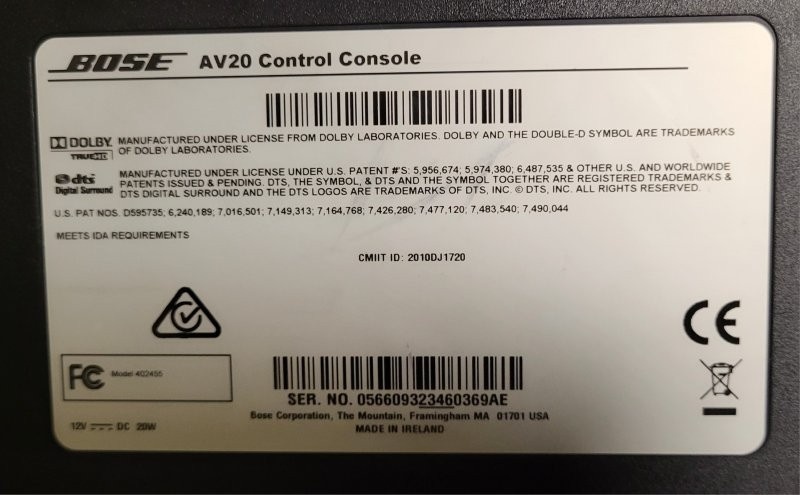 BOSE AV20 Control Console
DOLBY TRUEHD
MANUFACTURED UNDER LICENSE FROM DOLBY LABORATORIES. DOLBY AND THE DOUBLE-D SYMBOL ARE TRADEMARKS
OF DOLBY LABORATORIES.
dts Digital Surround
MANUFACTURED UNDER LICENSE UNDER U.S. PATENT #'S: 5,956,674; 5,974,380; 6,487,535 & OTHER U.S. AND WORLDWIDE
PATENTS ISSUED & PENDING. DTS, THE SYMBOL, & DTS AND THE SYMBOL TOGETHER ARE REGISTERED TRADEMARKS &
DTS DIGITAL SURROUND AND THE DTS LOGOS ARE TRADEMARKS OF DTS, INC. © DTS, INC. ALL RIGHTS RESERVED.
U.S. PAT NOS. D595735; 6,240,189; 7,016,501; 7,149,313; 7,164,768; 7,426,280; 7,477,120; 7,483,540; 7,490,044
MEETS IDA REQUIREMENTS
CMIIT ID: 2010DJ1720
CE
FC Model 402455
SER. NO. 056609323460369AE
Bose Corporation, The Mountain, Framingham MA 01701 USA
MADE IN IRELAND
12V DC 20W